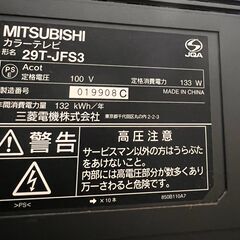 MITSUBISHI
カラーテレビ
形名 29T-JFS3
Acot
定格電圧 100 V 定格消費電力 133 W
製造番号 019908C MADE IN CHINA
年間消費電力量 132 kWh／年
三菱電機株式会社 東京都千代田区丸の内2-2-3
JQA
警告
内部には高圧部分が数多くあり
万一さわると危険です。
高圧注意
サービスマン以外の方はうらぶた
をあけないこと。
>PS<
×10本
850B110A7